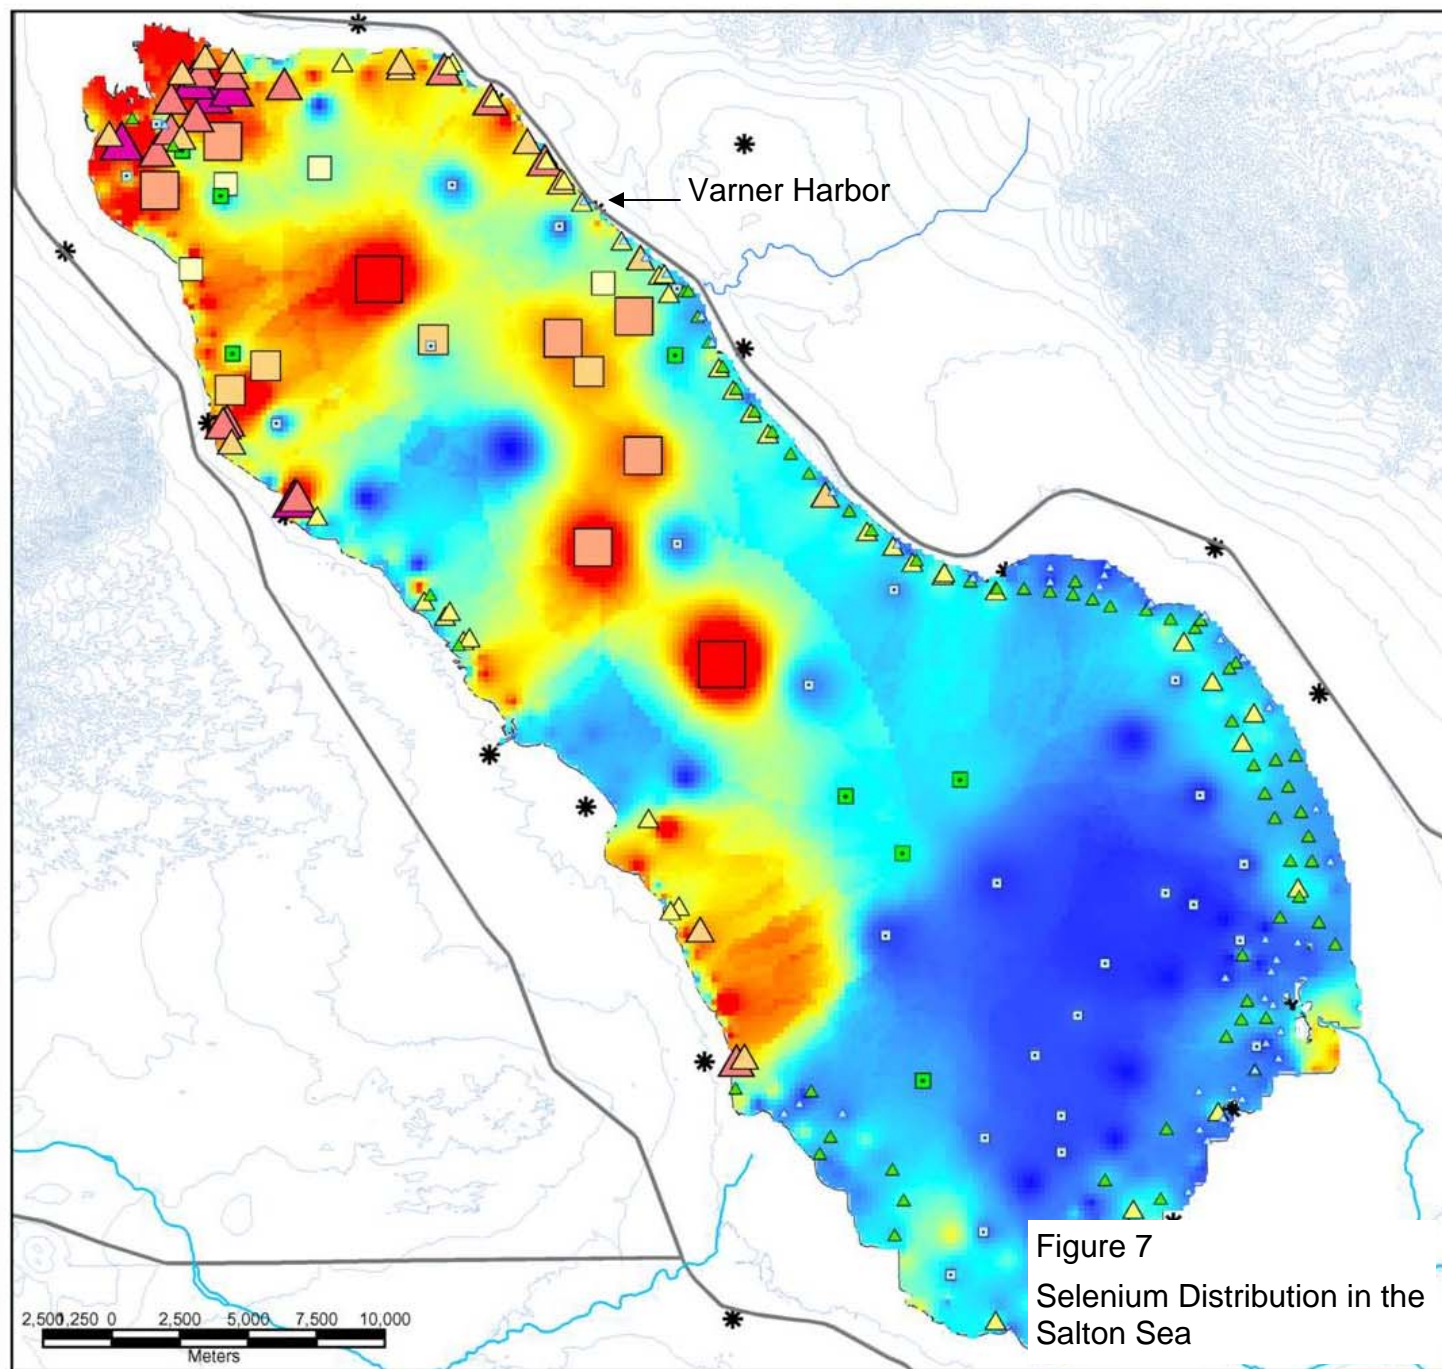 Varner Harbor
Figure 7
Selenium Distribution in the
Salton Sea
2,500 1,250 0 2,500 5,000 7,500 10,000
Meters